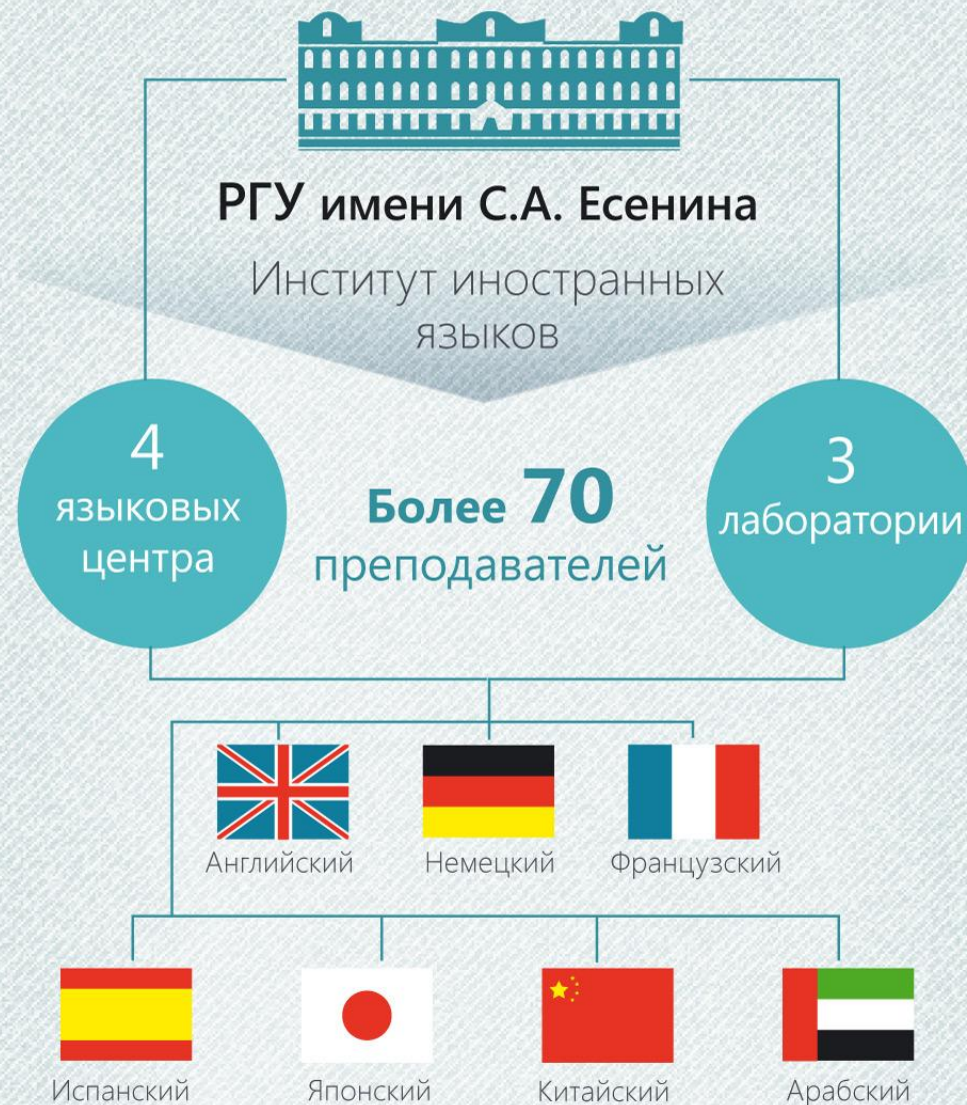 РГУ имени С.А. Есенина
Институт иностранных
языков
4
языковых
центра
Более 70
преподавателей
3
лаборатории
Английский
Немецкий
Французский
Испанский
Японский
Китайский
Арабский